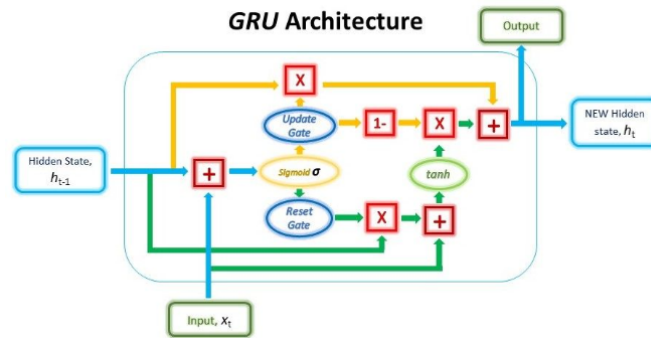 GRU Architecture
Output
X
Update
Gate
1-
X
+
NEW Hidden
state, ht
Hidden State,
ht-1
+
Sigmoid σ
tanh
Reset
Gate
X
+
Input, xt